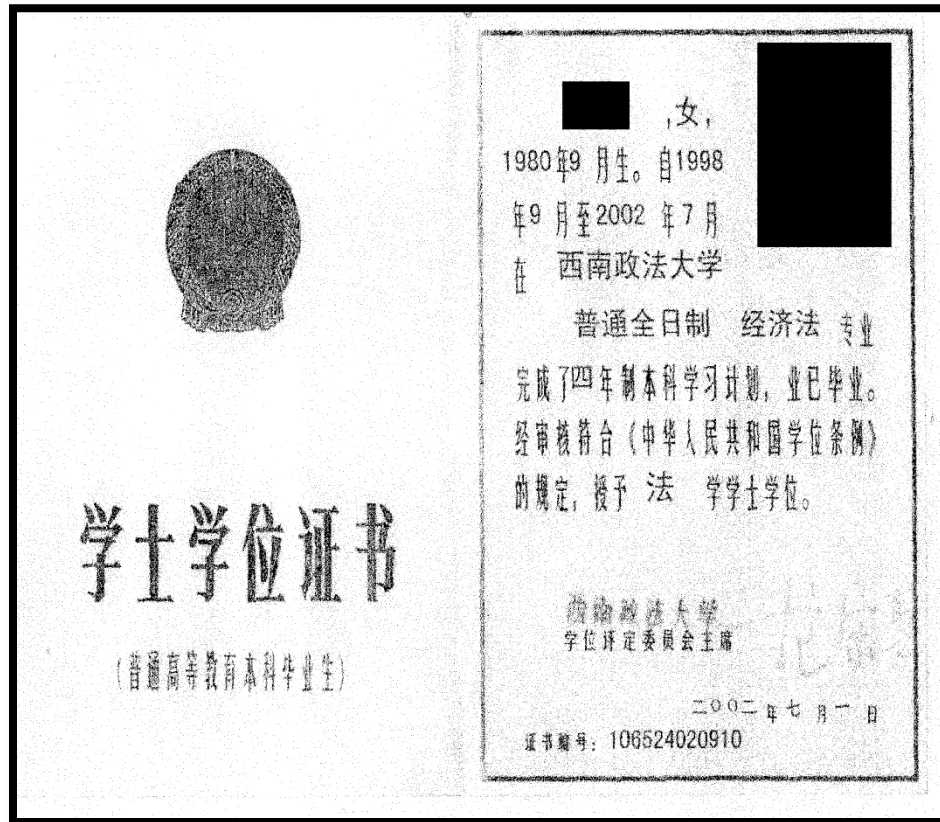 学士学位证书
(普通高等教育本科毕业生)
,女,
1980年9 月生。自1998
年9 月至2002 年7月
在 西南政法大学
普通全日制 经济法 专业
完成了四年制本科学习计划, 业已毕业。
经审核符合《中华人民共和国学位条例》
的规定, 授予 法 学学士学位。
西南政法大学
学位评定委员会主席
二〇〇二年七月一日
证书编号: 106524020910